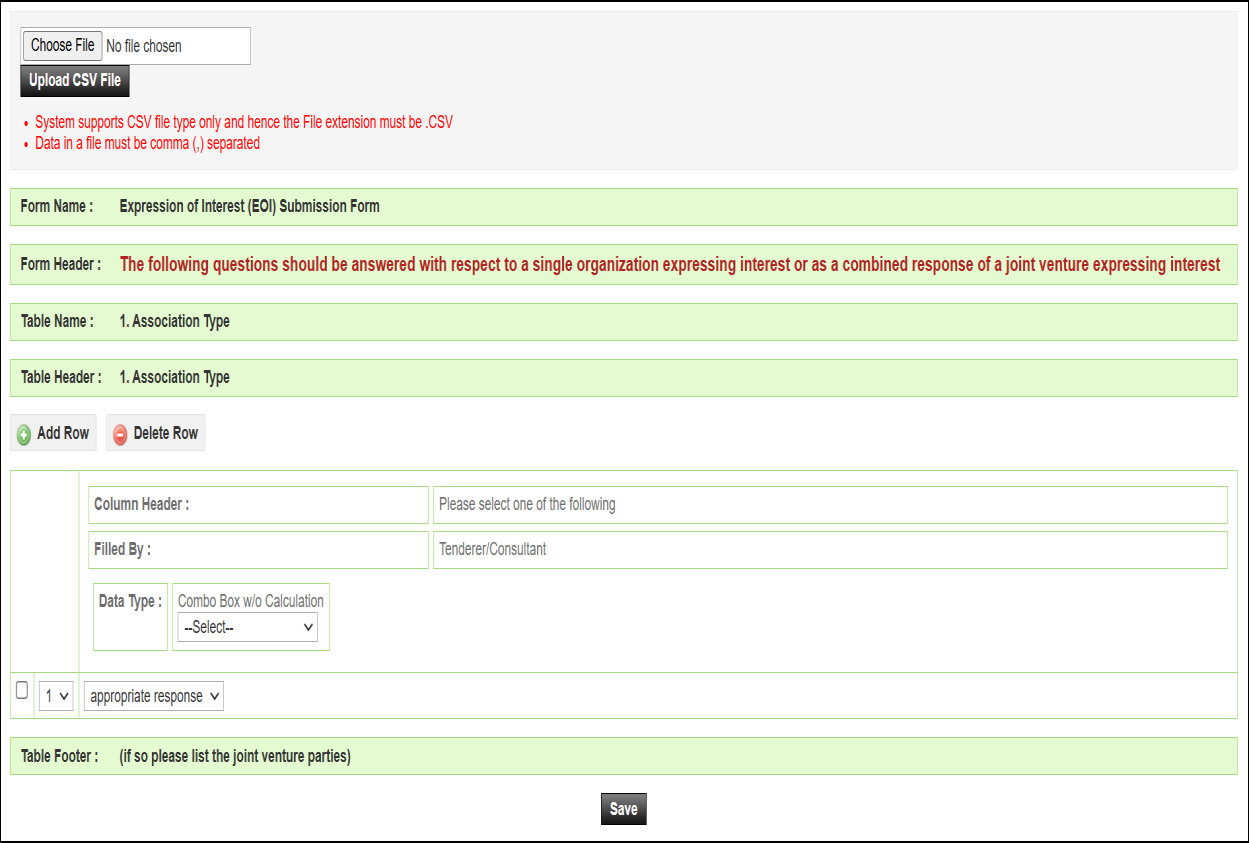 Choose File No file chosen
Upload CSV File
System supports CSV file type only and hence the File extension must be .CSV
Data in a file must be comma (,) separated
Form Name : Expression of Interest (EOI) Submission Form
Form Header : The following questions should be answered with respect to a single organization expressing interest or as a combined response of a joint venture expressing interest
Table Name : 1. Association Type
Table Header : 1. Association Type
Add Row Delete Row
Column Header : Please select one of the following
Filled By : Tenderer/Consultant
Data Type : Combo Box w/o Calculation
--Select--
1 appropriate response
Table Footer : (if so please list the joint venture parties)
Save